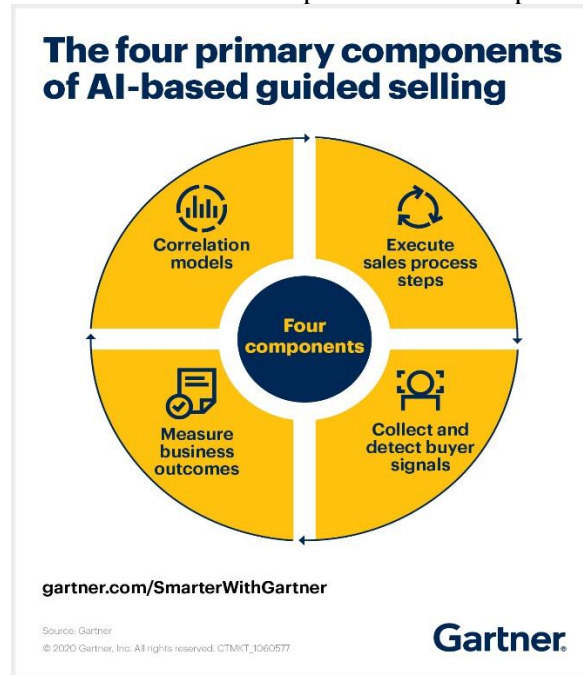 The four primary components
of AI-based guided selling
Correlation
models
Execute
sales process
steps
Four
components
Measure
business
outcomes
Collect and
detect buyer
signals
gartner.com/SmarterWithGartner
Source: Gartner
© 2020 Gartner, Inc. All rights reserved. CTMKT_1060577
Gartner.